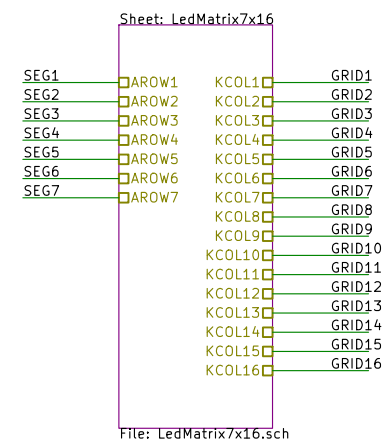 Sheet: LedMatrix7x16
SEG1 AROW1 KCOL1 GRID1
SEG2 AROW2 KCOL2 GRID2
SEG3 AROW3 KCOL3 GRID3
SEG4 AROW4 KCOL4 GRID4
SEG5 AROW5 KCOL5 GRID5
SEG6 AROW6 KCOL6 GRID6
SEG7 AROW7 KCOL7 GRID7
KCOL8 GRID8
KCOL9 GRID9
KCOL10 GRID10
KCOL11 GRID11
KCOL12 GRID12
KCOL13 GRID13
KCOL14 GRID14
KCOL15 GRID15
KCOL16 GRID16
File: LedMatrix7x16.sch